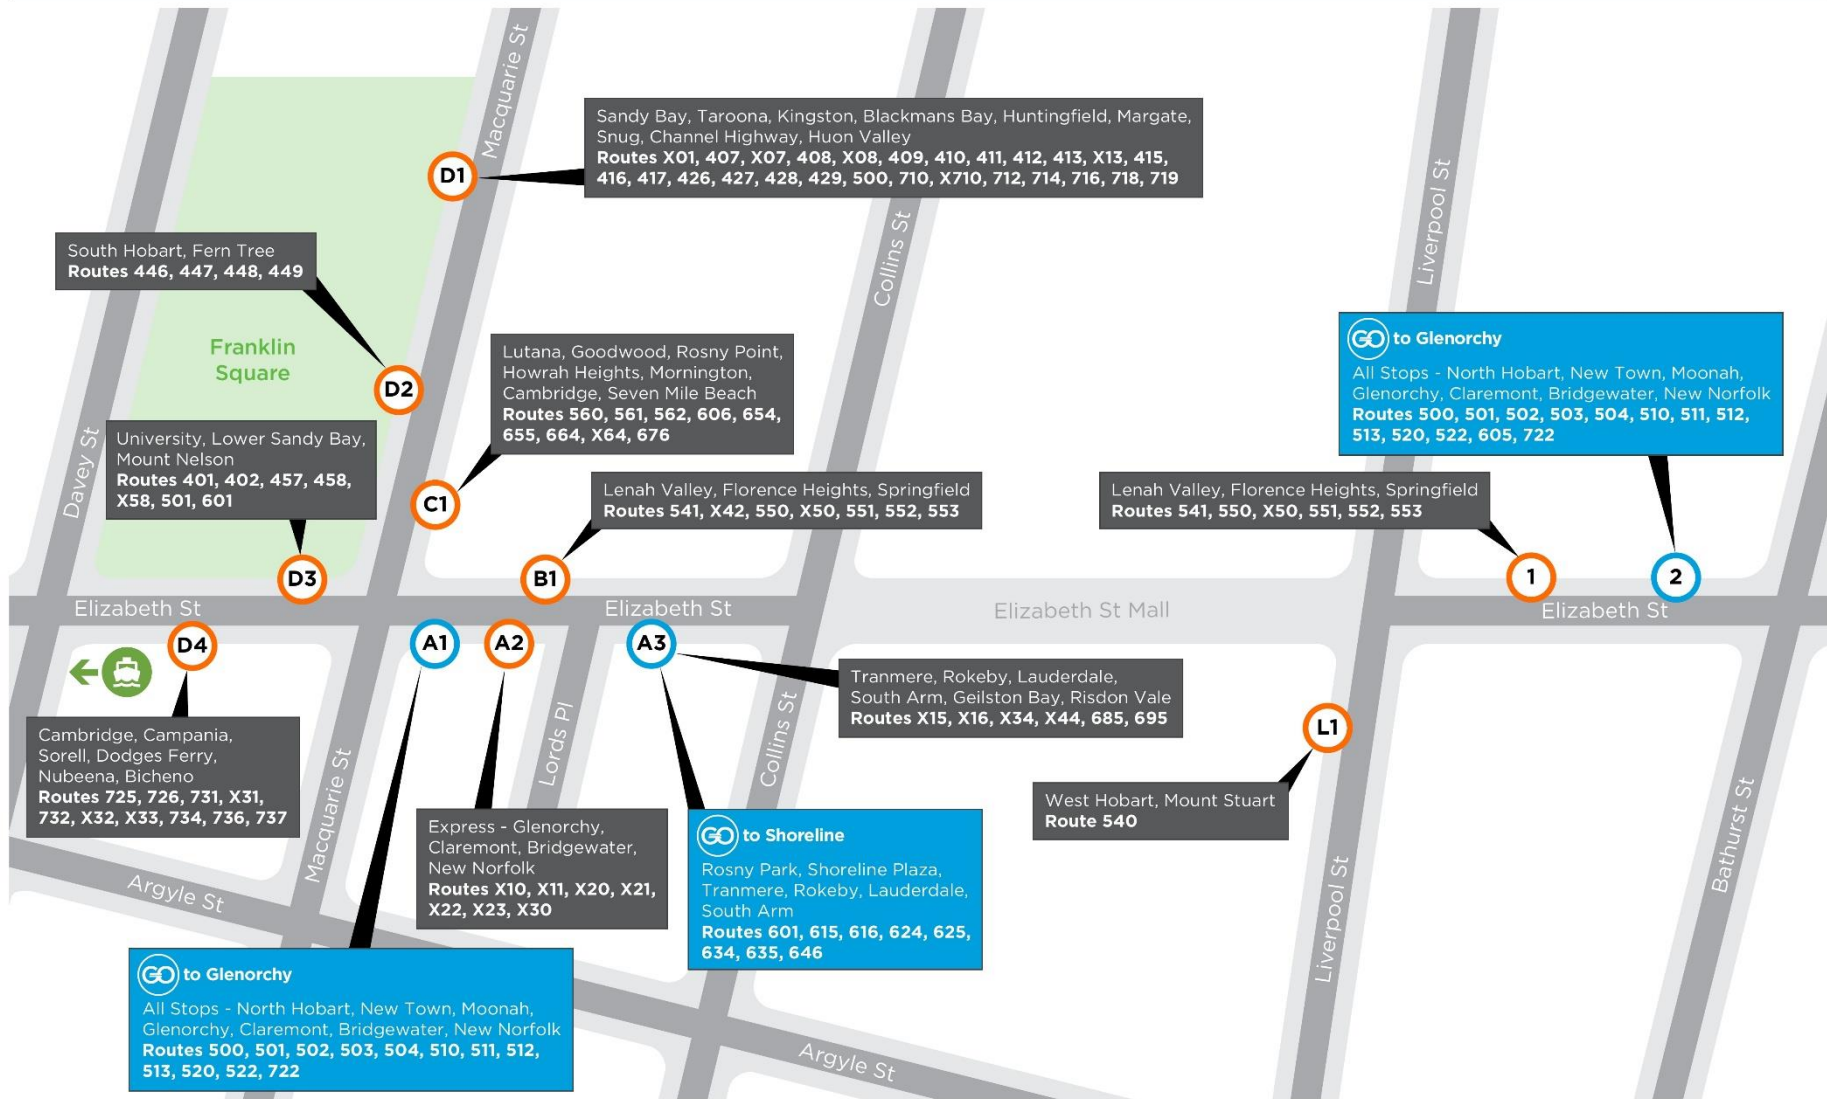 Macquarie St
Sandy Bay, Taroona, Kingston, Blackmans Bay, Huntingfield, Margate,
Snug, Channel Highway, Huon Valley
Routes X01, 407, X07, 408, X08, 409, 410, 411, 412, 413, X13, 415,
416, 417, 426, 427, 428, 429, 500, 710, X710, 712, 714, 716, 718, 719
D1
Collins St
Liverpool St
South Hobart, Fern Tree
Routes 446, 447, 448, 449
Franklin
Square
D2
Lutana, Goodwood, Rosny Point,
Howrah Heights, Mornington,
Cambridge, Seven Mile Beach
Routes 560, 561, 562, 606, 654,
655, 664, X64, 676
C1
GO to Glenorchy
All Stops - North Hobart, New Town, Moonah,
Glenorchy, Claremont, Bridgewater, New Norfolk
Routes 500, 501, 502, 503, 504, 510, 511, 512,
513, 520, 522, 605, 722
Davey St
University, Lower Sandy Bay,
Mount Nelson
Routes 401, 402, 457, 458,
X58, 501, 601
D3
Lenah Valley, Florence Heights, Springfield
Routes 541, X42, 550, X50, 551, 552, 553
B1
Lenah Valley, Florence Heights, Springfield
Routes 541, 550, X50, 551, 552, 553
1
2
Elizabeth St
Elizabeth St
Elizabeth St Mall
Elizabeth St
D4
A1
A2
A3
Cambridge, Campania,
Sorell, Dodges Ferry,
Nubeena, Bicheno
Routes 725, 726, 731, X31,
732, X32, X33, 734, 736, 737
Macquarie St
Lords Pl
Collins St
Tranmere, Rokeby, Lauderdale,
South Arm, Geilston Bay, Risdon Vale
Routes X15, X16, X34, X44, 685, 695
L1
West Hobart, Mount Stuart
Route 540
Express - Glenorchy,
Claremont, Bridgewater,
New Norfolk
Routes X10, X11, X20, X21,
X22, X23, X30
GO to Shoreline
Rosny Park, Shoreline Plaza,
Tranmere, Rokeby, Lauderdale,
South Arm
Routes 601, 615, 616, 624, 625,
634, 635, 646
Liverpool St
Bathurst St
Argyle St
GO to Glenorchy
All Stops - North Hobart, New Town, Moonah,
Glenorchy, Claremont, Bridgewater, New Norfolk
Routes 500, 501, 502, 503, 504, 510, 511, 512,
513, 520, 522, 722
Argyle St